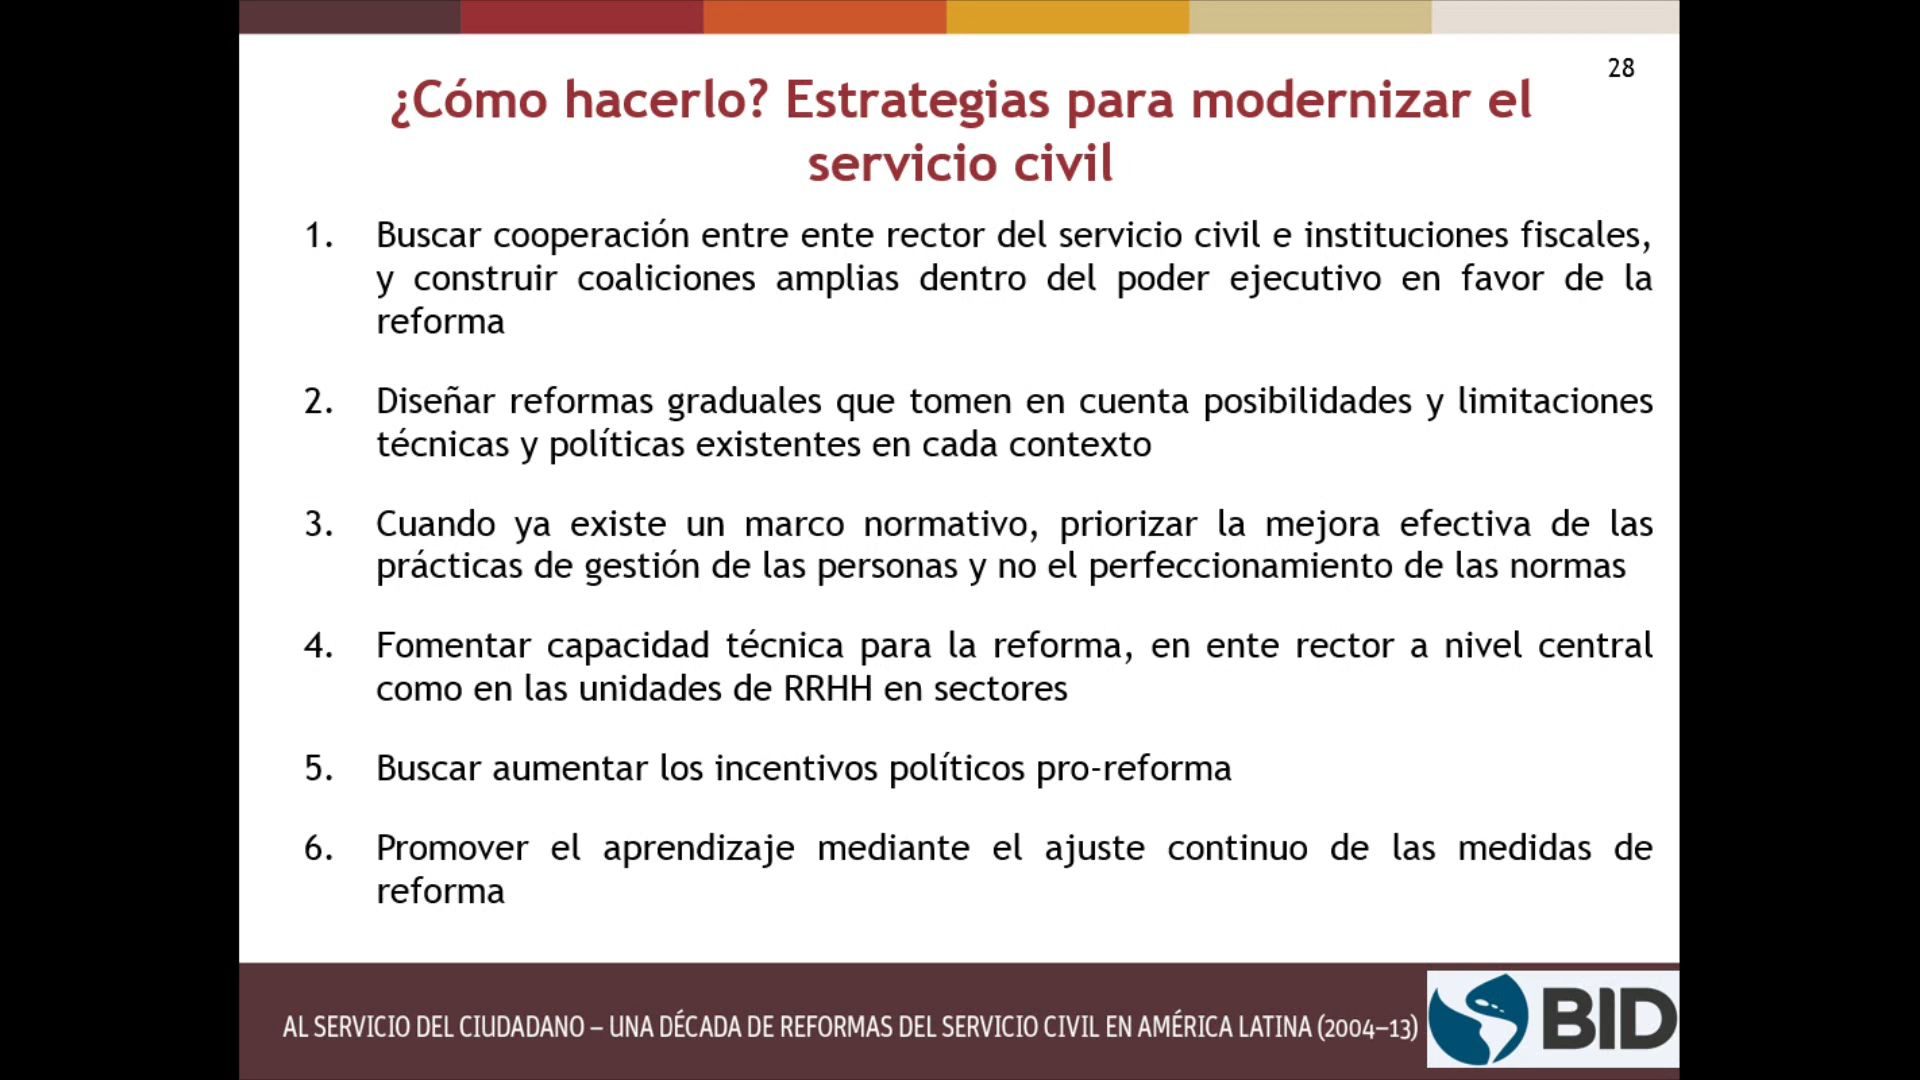 28
¿Cómo hacerlo? Estrategias para modernizar el
servicio civil
1. Buscar cooperación entre ente rector del servicio civil e instituciones fiscales,
y construir coaliciones amplias dentro del poder ejecutivo en favor de la
reforma
2. Diseñar reformas graduales que tomen en cuenta posibilidades y limitaciones
técnicas y políticas existentes en cada contexto
3. Cuando ya existe un marco normativo, priorizar la mejora efectiva de las
prácticas de gestión de las personas y no el perfeccionamiento de las normas
4. Fomentar capacidad técnica para la reforma, en ente rector a nivel central
como en las unidades de RRHH en sectores
5. Buscar aumentar los incentivos políticos pro-reforma
6. Promover el aprendizaje mediante el ajuste continuo de las medidas de
reforma
AL SERVICIO DEL CIUDADANO – UNA DÉCADA DE REFORMAS DEL SERVICIO CIVIL EN AMÉRICA LATINA (2004–13)
BID